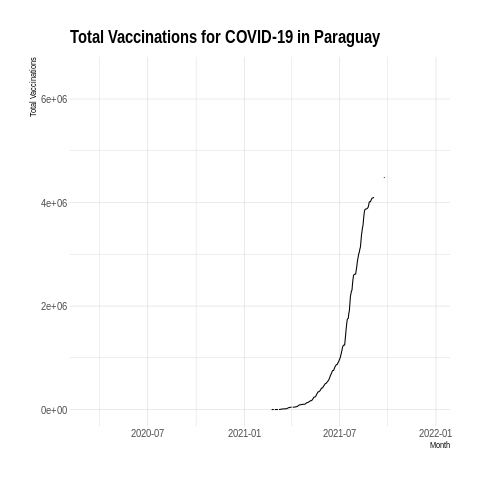 Total Vaccinations for COVID-19 in Paraguay
Total Vaccinations
6e+06
4e+06
2e+06
0e+00
2020-07
2021-01
2021-07
2022-01
Month